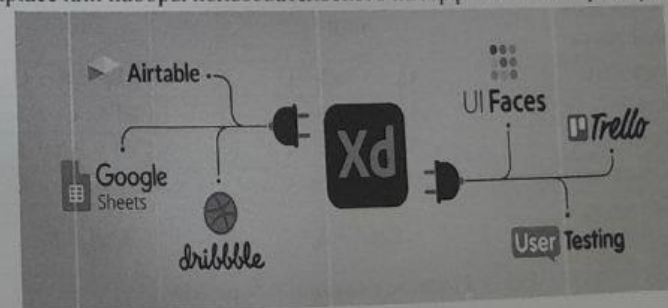 Airtable
Google
Sheets
dribbble
Xd
UI Faces
Trello
User Testing